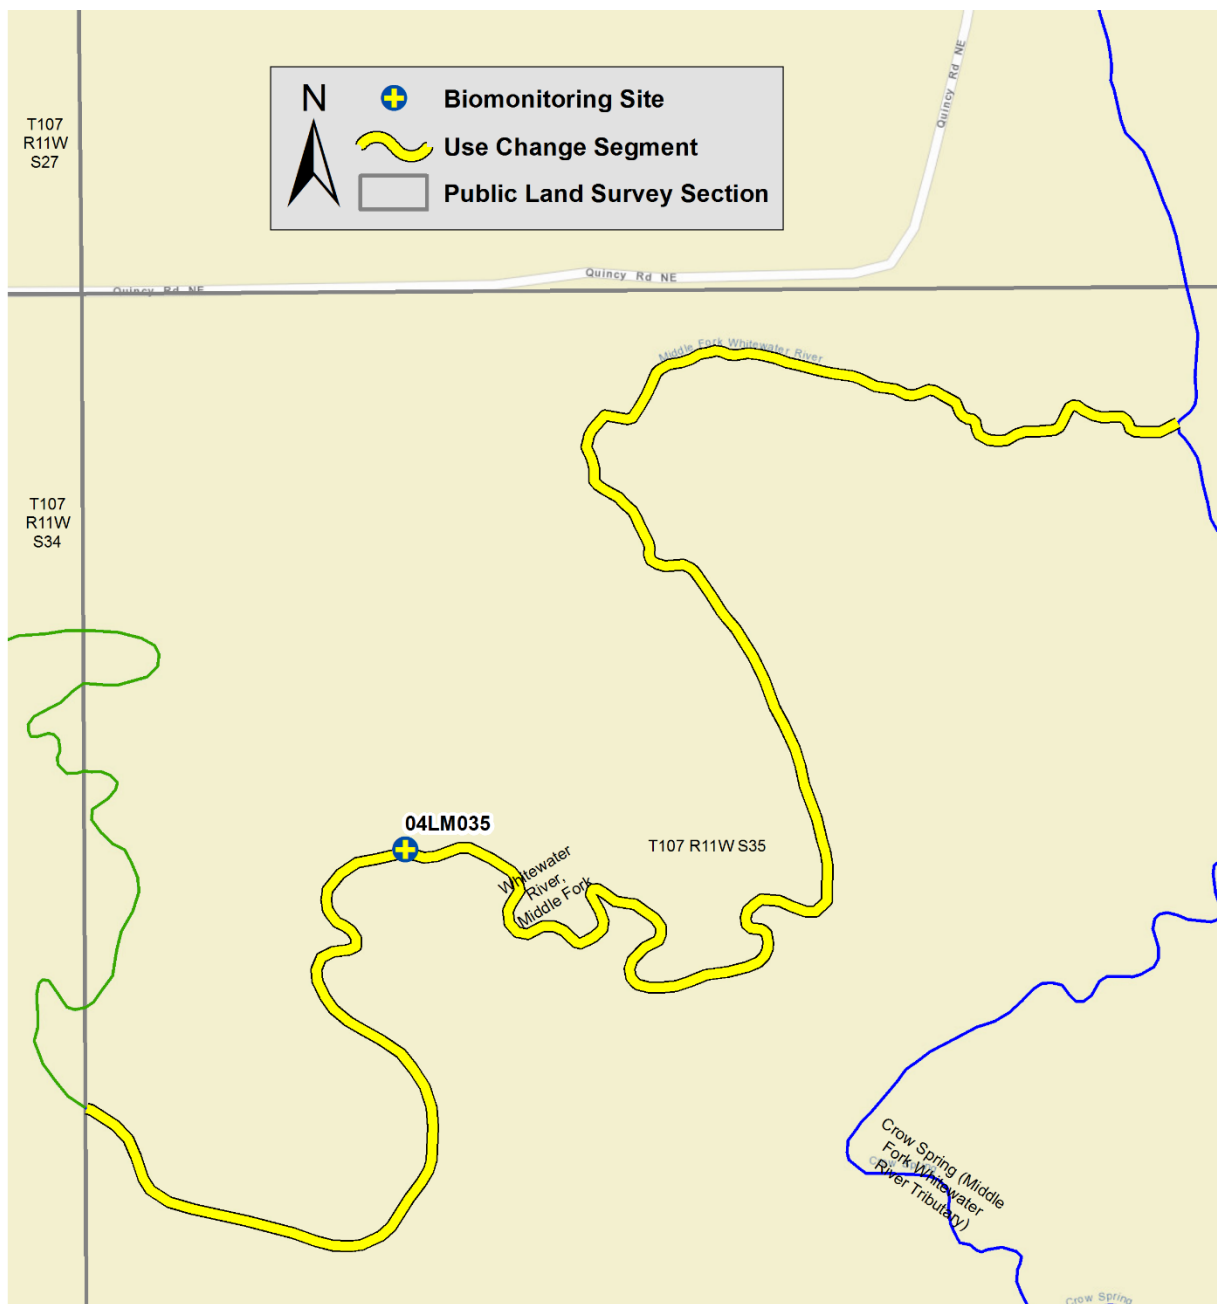 Quincy Rd NE
N
Biomonitoring Site
Use Change Segment
Public Land Survey Section
T107
R11W
S27
Quincy Rd NE
Quincy Rd NE
Middle Fork Whitewater River
T107
R11W
S34
04LM035
T107 R11W S35
Whitewater
River,
Middle Fork
Crow Spring (Middle
Fork Whitewater
River Tributary)
Crow Spring
Crow Spring